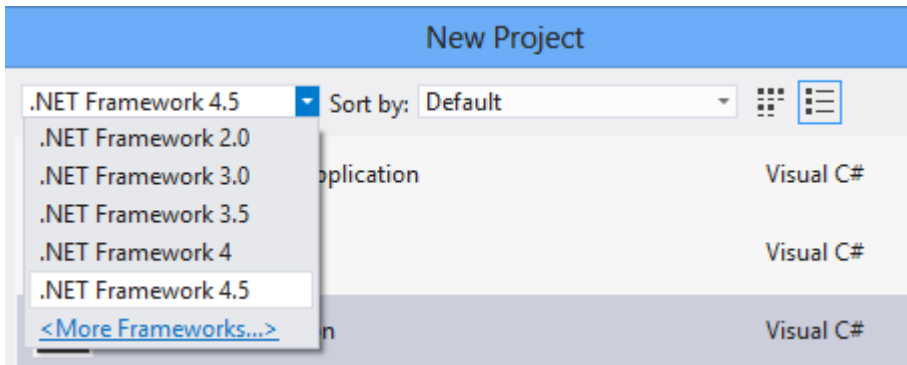 New Project
.NET Framework 4.5 Sort by: Default
.NET Framework 2.0
.NET Framework 3.0
pplication Visual C#
.NET Framework 3.5
.NET Framework 4
Visual C#
.NET Framework 4.5
<More Frameworks...>
n Visual C#